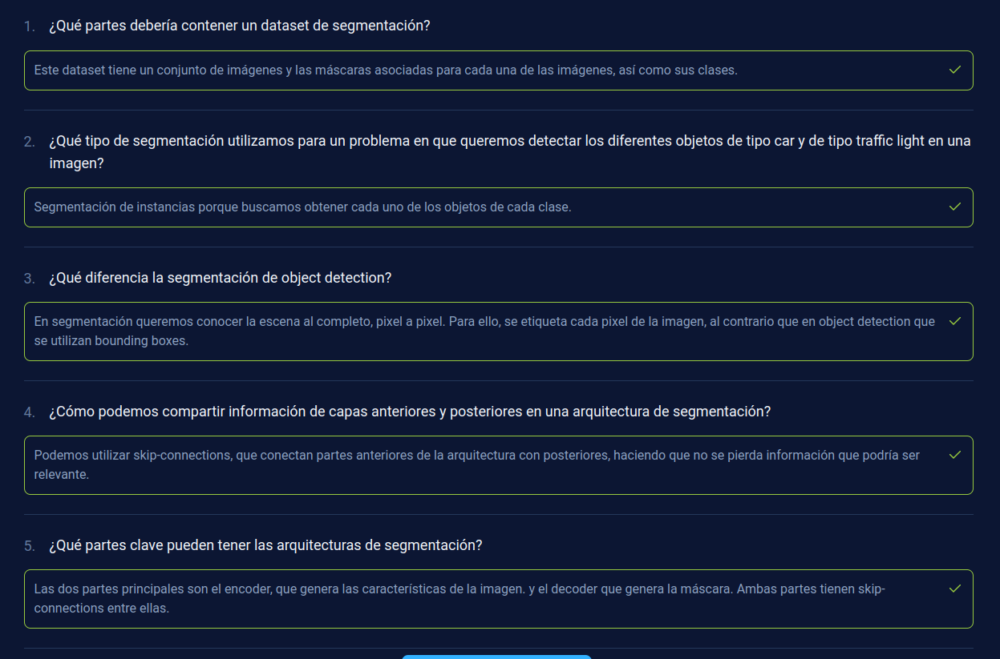 1. ¿Qué partes debería contener un dataset de segmentación?
Este dataset tiene un conjunto de imágenes y las máscaras asociadas para cada una de las imágenes, así como sus clases.
2. ¿Qué tipo de segmentación utilizamos para un problema en que queremos detectar los diferentes objetos de tipo car y de tipo traffic light en una
imagen?
Segmentación de instancias porque buscamos obtener cada uno de los objetos de cada clase.
3. ¿Qué diferencia la segmentación de object detection?
En segmentación queremos conocer la escena al completo, pixel a pixel. Para ello, se etiqueta cada pixel de la imagen, al contrario que en object detection que
se utilizan bounding boxes.
4. ¿Cómo podemos compartir información de capas anteriores y posteriores en una arquitectura de segmentación?
Podemos utilizar skip-connections, que conectan partes anteriores de la arquitectura con posteriores, haciendo que no se pierda información que podría ser
relevante.
5. ¿Qué partes clave pueden tener las arquitecturas de segmentación?
Las dos partes principales son el encoder, que genera las características de la imagen. y el decoder que genera la máscara. Ambas partes tienen skip-
connections entre ellas.